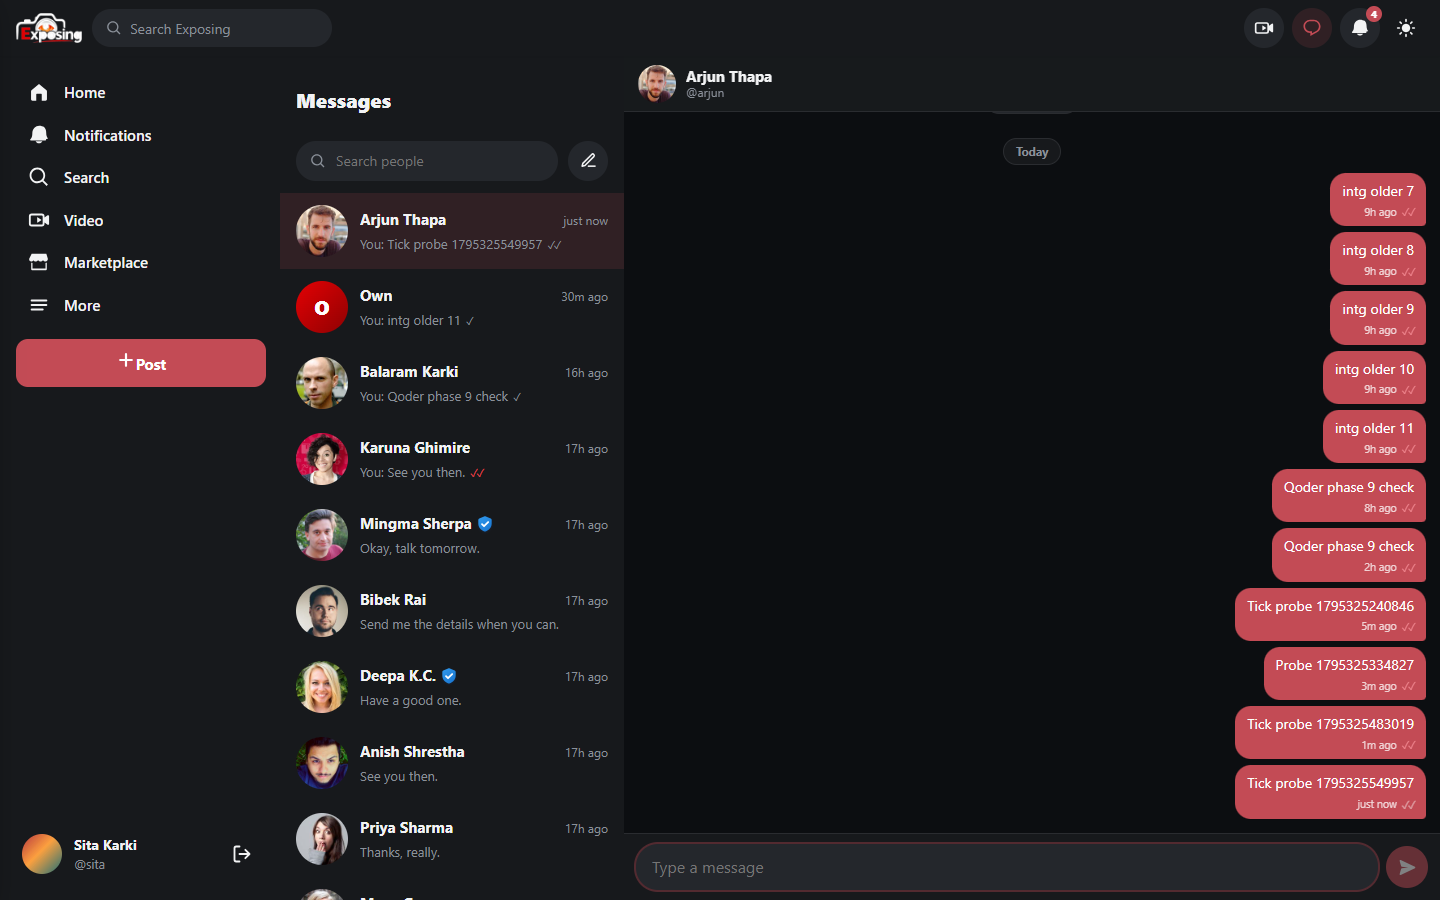 Exposing
Search Exposing
4
Home
Notifications
Search
Video
Marketplace
More
+ Post
Sita Karki
@sita
Messages
Search people
Arjun Thapa
just now
You: Tick probe 1795325549957
Own
30m ago
O
You: intg older 11
Balaram Karki
16h ago
You: Qoder phase 9 check
Karuna Ghimire
17h ago
You: See you then.
Mingma Sherpa
17h ago
Okay, talk tomorrow.
Bibek Rai
17h ago
Send me the details when you can.
Deepa K.C.
17h ago
Have a good one.
Anish Shrestha
17h ago
See you then.
Priya Sharma
17h ago
Thanks, really.
Arjun Thapa
@arjun
Today
intg older 7
9h ago
intg older 8
9h ago
intg older 9
9h ago
intg older 10
9h ago
intg older 11
9h ago
Qoder phase 9 check
8h ago
Qoder phase 9 check
2h ago
Tick probe 1795325240846
5m ago
Probe 1795325334827
3m ago
Tick probe 1795325483019
1m ago
Tick probe 1795325549957
just now
Type a message